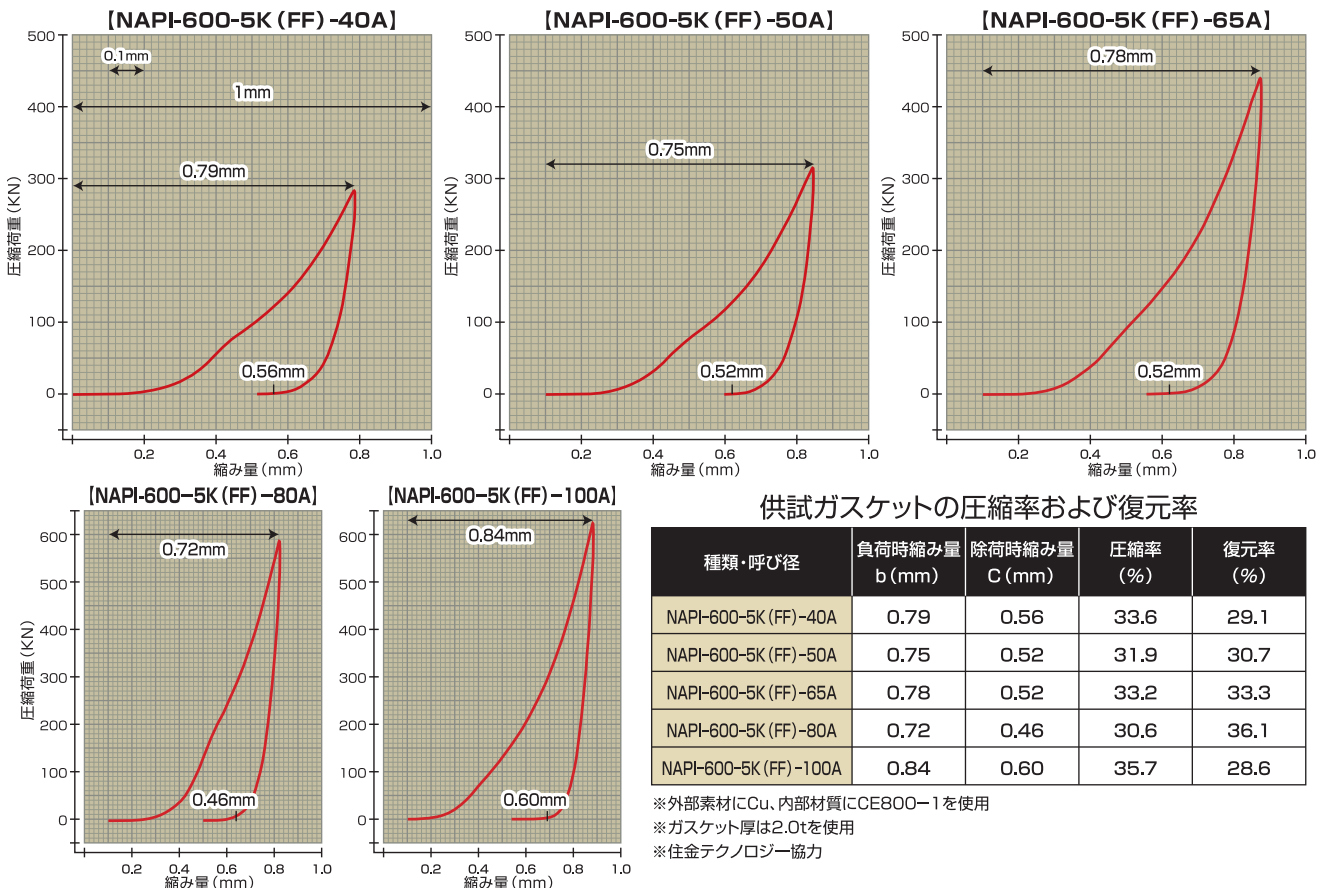 【NAPI-600-5K(FF)-40A】
500
400
300
200
100
0
圧縮荷重(KN)
0.1mm
1mm
0.79mm
0.56mm
0.2
0.4
0.6
0.8
1.0
縮み量(mm)
【NAPI-600-5K(FF)-50A】
500
400
300
200
100
0
圧縮荷重(KN)
0.75mm
0.52mm
0.2
0.4
0.6
0.8
1.0
縮み量(mm)
【NAPI-600-5K(FF)-65A】
500
400
300
200
100
0
圧縮荷重(KN)
0.78mm
0.52mm
0.2
0.4
0.6
0.8
1.0
縮み量(mm)
【NAPI-600-5K(FF)-80A】
600
500
400
300
200
100
0
圧縮荷重(KN)
0.72mm
0.46mm
0.2
0.4
0.6
0.8
1.0
縮み量(mm)
【NAPI-600-5K(FF)-100A】
600
500
400
300
200
100
0
0.84mm
0.60mm
0.2
0.4
0.6
0.8
1.0
縮み量(mm)
供試ガスケットの圧縮率および復元率
種類・呼び径 負荷時縮み量 b(mm) 除荷時縮み量 C(mm) 圧縮率 (%) 復元率 (%)
NAPI-600-5K(FF)-40A 0.79 0.56 33.6 29.1
NAPI-600-5K(FF)-50A 0.75 0.52 31.9 30.7
NAPI-600-5K(FF)-65A 0.78 0.52 33.2 33.3
NAPI-600-5K(FF)-80A 0.72 0.46 30.6 36.1
NAPI-600-5K(FF)-100A 0.84 0.60 35.7 28.6
※外部素材にCu、内部材質にCE800-1を使用
※ガスケット厚は2.0tを使用
※住金テクノロジー協力